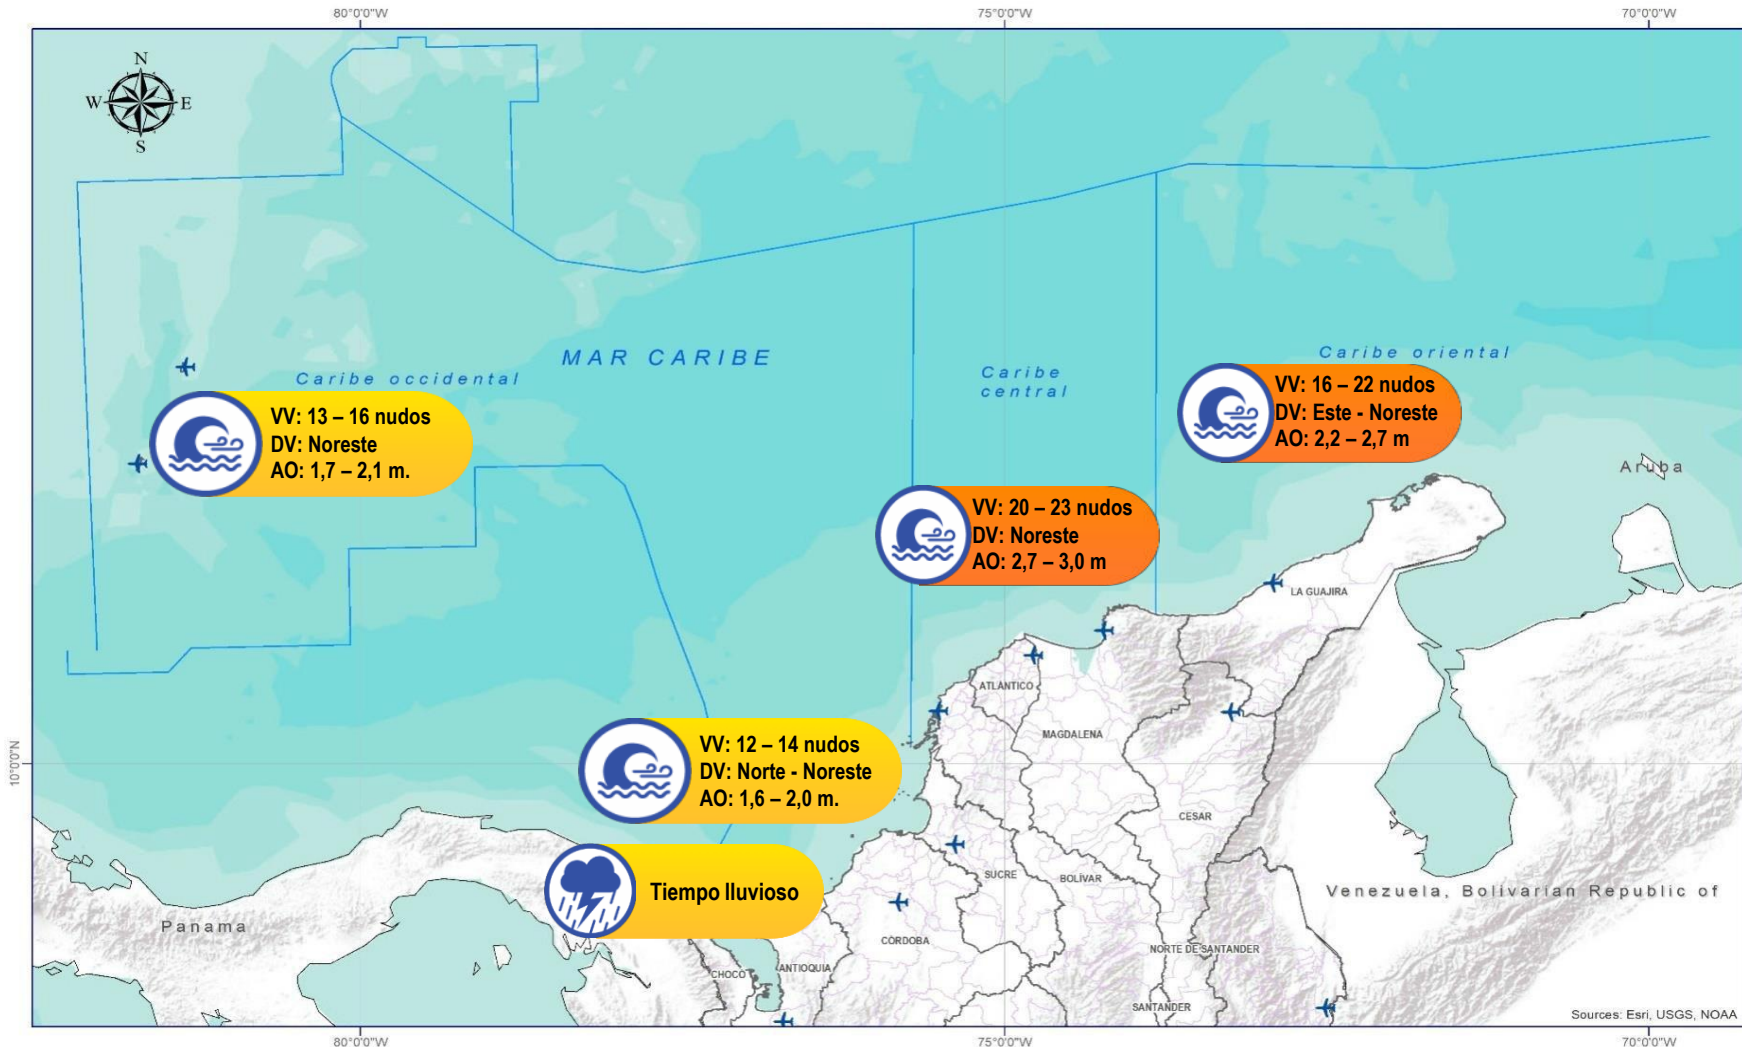 80°0'0"W
75°0'0"W
70°0'0"W
N
W
E
S
MAR CARIBE
Caribe occidental
Caribe
central
Caribe oriental
VV: 16 – 22 nudos
DV: Este - Noreste
AO: 2,2 – 2,7 m
VV: 13 – 16 nudos
DV: Noreste
AO: 1,7 – 2,1 m.
Aruba
VV: 20 – 23 nudos
DV: Noreste
AO: 2,7 – 3,0 m
LA GUAJIRA
ATLÁNTICO
MAGDALENA
10°0'0"N
VV: 12 – 14 nudos
DV: Norte - Noreste
AO: 1,6 – 2,0 m.
CESAR
SUCRE
BOLÍVAR
Tiempo lluvioso
Venezuela, Bolivarian Republic of
Panama
CÓRDOBA
NORTE DE SANTANDER
CHOCÓ
ANTIOQUIA
SANTANDER
Sources: Esri, USGS, NOAA
80°0'0"W
75°0'0"W
70°0'0"W